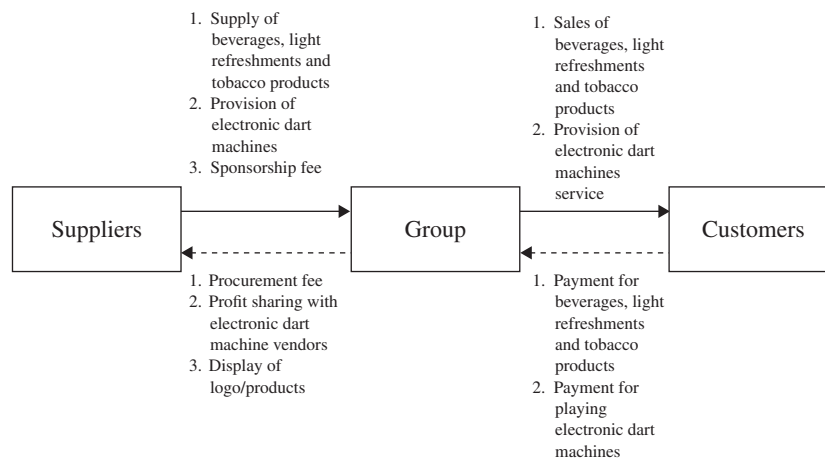 1. Supply of
beverages, light
refreshments and
tobacco products
2. Provision of
electronic dart
machines
3. Sponsorship fee
1. Sales of
beverages, light
refreshments
and tobacco
products
2. Provision of
electronic dart
machines
service
Suppliers
Group
Customers
1. Procurement fee
2. Profit sharing with
electronic dart
machine vendors
3. Display of
logo/products
1. Payment for
beverages, light
refreshments
and tobacco
products
2. Payment for
playing
electronic dart
machines